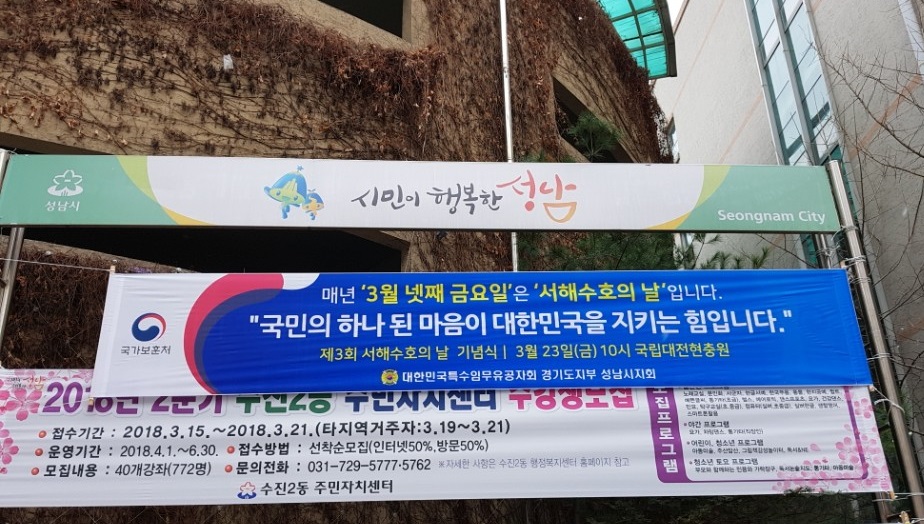 성남시
시민이 행복한 성남
Seongnam City
국가보훈처
매년 '3월 넷째 금요일'은 '서해수호의 날'입니다.
"국민의 하나 된 마음이 대한민국을 지키는 힘입니다."
제3회 서해수호의 날 기념식 | 3월 23일(금) 10시 국립대전현충원
대한민국특수임무유공자회 경기도지부 성남시지회
2018년 2분기 수진2동 주민자치센터 수강생모집
• 접수기간 : 2018.3.15.~2018.3.21.(타지역거주자:3.19~3.21)
• 운영기간 : 2018.4.1.~6.30. • 접수방법 : 선착순모집(인터넷50%,방문50%)
• 모집내용 : 40개강좌(772명) • 문의전화 : 031-729-5777·5762 ※자세한 사항은 수진2동 행정복지센터 홈페이지 참고
수진2동 주민자치센터
모집프로그램
• 야간 프로그램
• 어린이, 청소년 프로그램
• 청소년 토요 프로그램